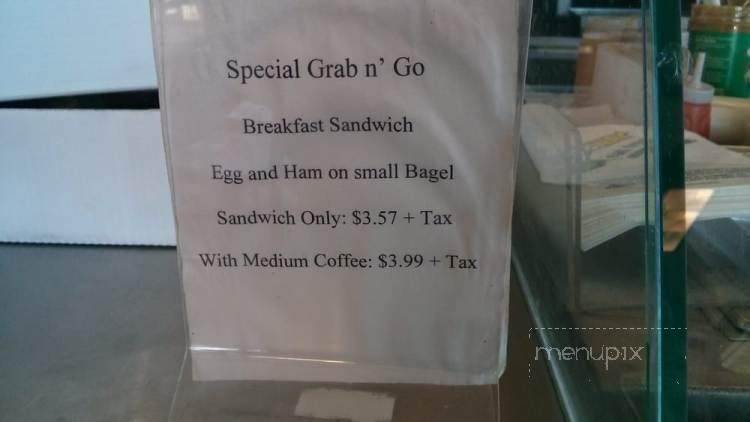 Special Grab n' Go
Breakfast Sandwich
Egg and Ham on small Bagel
Sandwich Only: $3.57 + Tax
With Medium Coffee: $3.99 + Tax
menupix